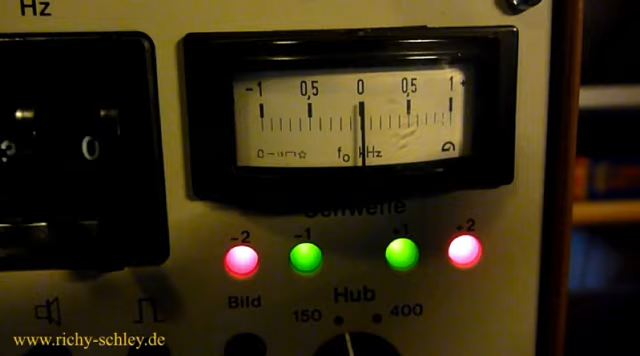 Hz
-1 0,5 0 0,5 1 +
f₀ kHz G
0
-2 -1 +1 +2
Bild Hub
150 400
www.richy-schley.de